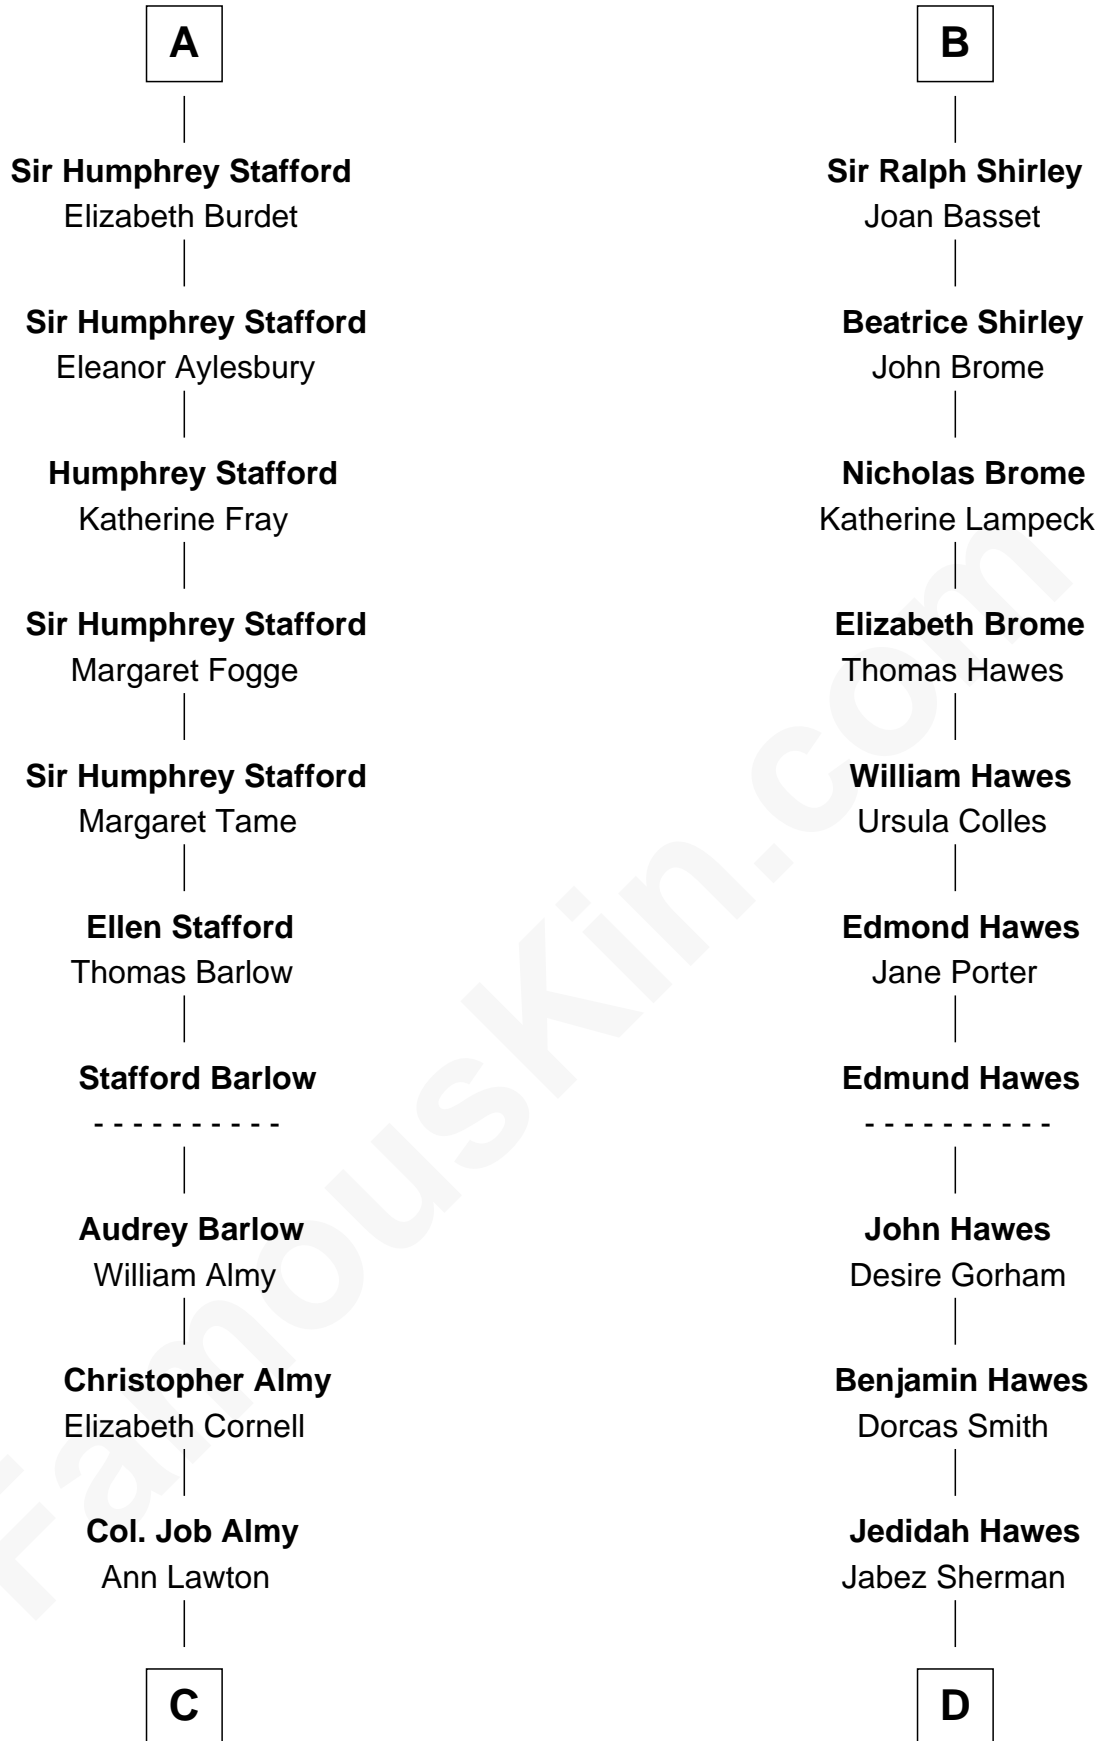 A
Sir Humphrey Stafford
Elizabeth Burdet
Sir Humphrey Stafford
Eleanor Aylesbury
Humphrey Stafford
Katherine Fray
Sir Humphrey Stafford
Margaret Fogge
Sir Humphrey Stafford
Margaret Tame
Ellen Stafford
Thomas Barlow
Stafford Barlow
- - - - - - - - - -
Audrey Barlow
William Almy
Christopher Almy
Elizabeth Cornell
Col. Job Almy
Ann Lawton
C
B
Sir Ralph Shirley
Joan Basset
Beatrice Shirley
John Brome
Nicholas Brome
Katherine Lampeck
Elizabeth Brome
Thomas Hawes
William Hawes
Ursula Colles
Edmond Hawes
Jane Porter
Edmund Hawes
- - - - - - - - - -
John Hawes
Desire Gorham
Benjamin Hawes
Dorcas Smith
Jedidah Hawes
Jabez Sherman
D
FamousKin.com